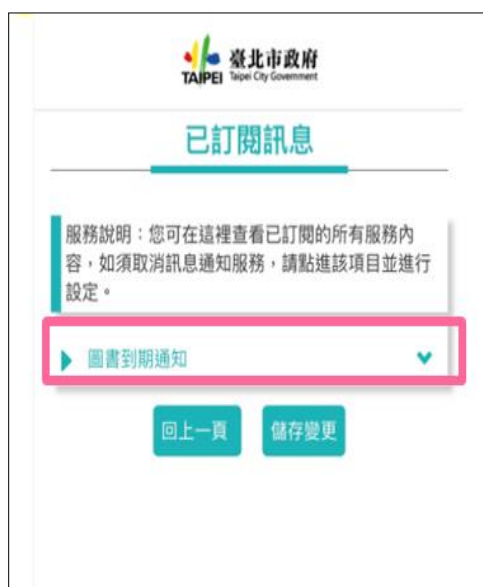 臺北市政府
TAIPEI Taipei City Government
已訂閱訊息
服務說明：您可在這裡查看已訂閱的所有服務內
容，如須取消訊息通知服務，請點進該項目並進行
設定。
圖書到期通知
回上一頁 儲存變更